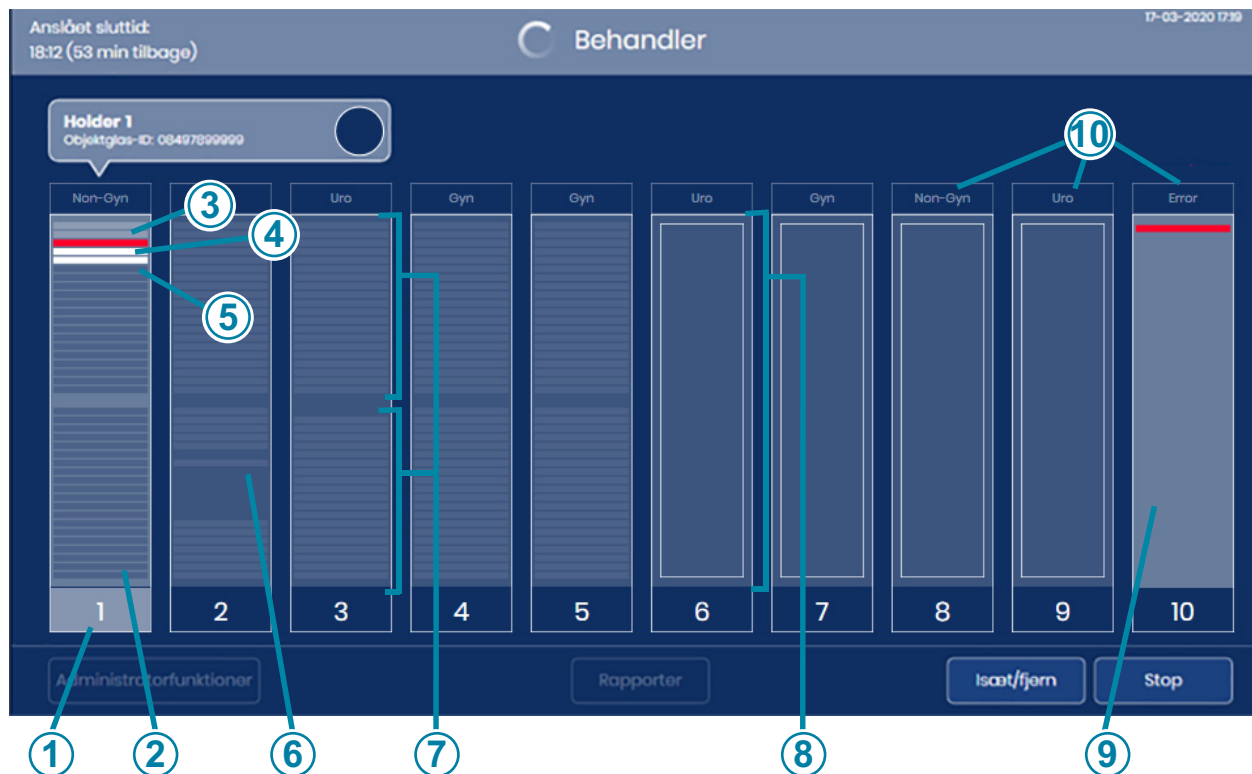 Anslået sluttid:
18:12 (53 min tilbage)
Behandler
17-03-2020 17:19
Holder 1
Objektglas-ID: 08497899999
10
Non-Gyn
Uro
Gyn
Gyn
Uro
Gyn
Non-Gyn
Uro
Error
3
4
5
1
2
3
4
5
6
7
8
9
10
Administratorfunktioner
Rapporter
Isæt/fjern
Stop
1
2
6
7
8
9